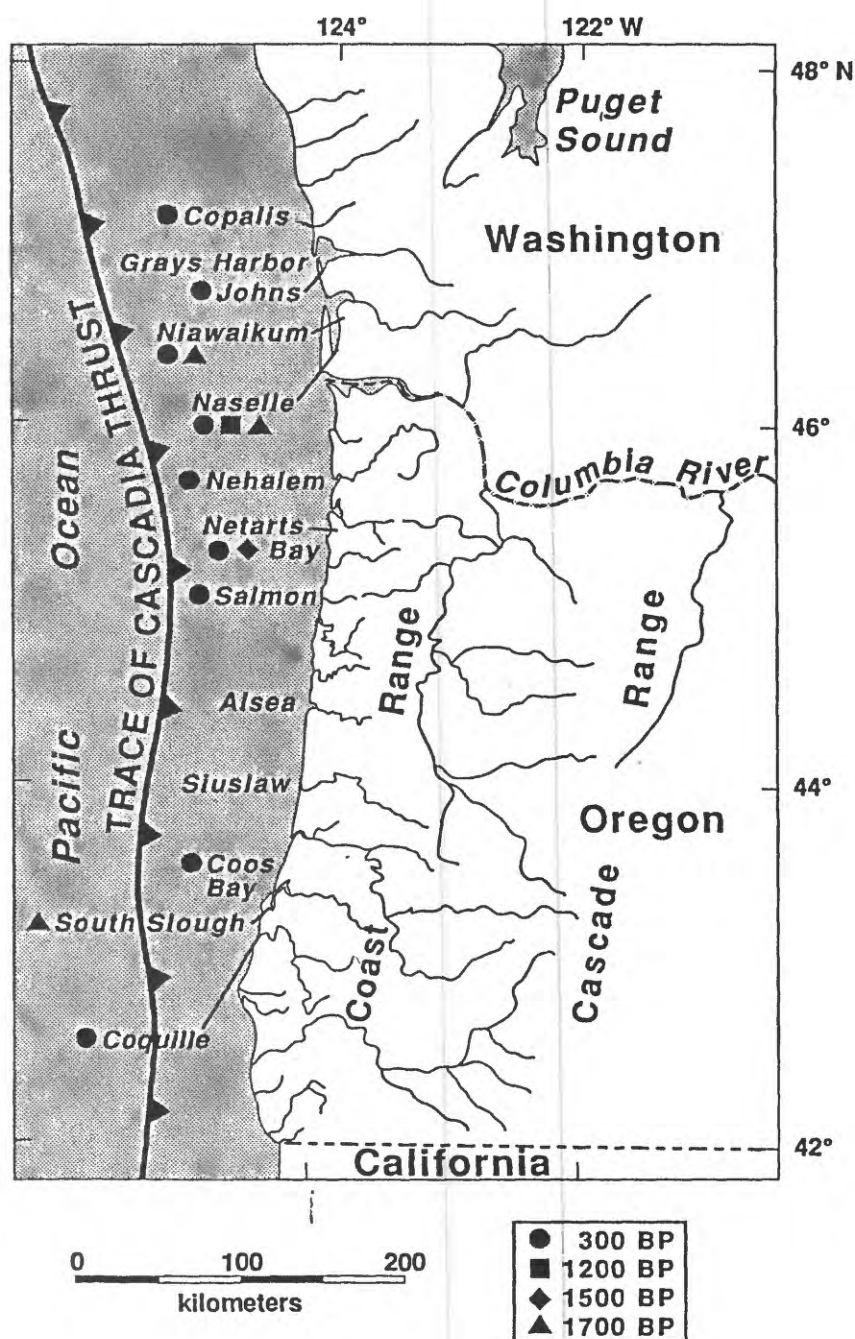 124°
122° W
48° N
Puget
Sound
Copalis
Washington
Grays Harbor
Johns
Niawaikum
TRACE OF CASCADIA THRUST
Naselle
46°
Columbia River
Nehalem
Ocean
Netarts
Bay
Salmon
Range
Range
Alsea
Pacific
Siuslaw
44°
Oregon
Coos
Bay
South Slough
Cascade
Coast
Coquille
42°
California
0 100 200
kilometers
300 BP
1200 BP
1500 BP
1700 BP